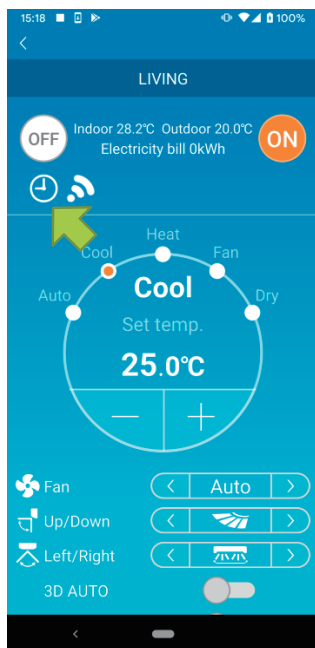 15:18 100%
LIVING
OFF Indoor 28.2℃ Outdoor 20.0℃ ON
Electricity bill 0kWh
Heat
Cool Fan
Auto Cool Dry
Set temp.
25.0℃
Fan Auto
Up/Down
Left/Right
3D AUTO